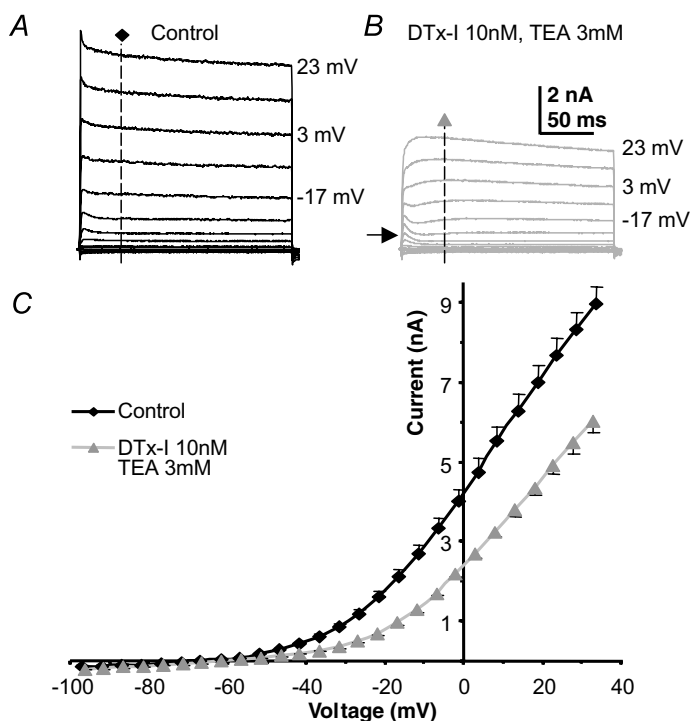 A
Control
23 mV
3 mV
-17 mV
B
DTx-I 10nM, TEA 3mM
2 nA
50 ms
23 mV
3 mV
-17 mV
C
Control
DTx-I 10nM
TEA 3mM
Current (nA)
9
7
5
3
1
-100 -80 -60 -40 -20 0 20 40
Voltage (mV)